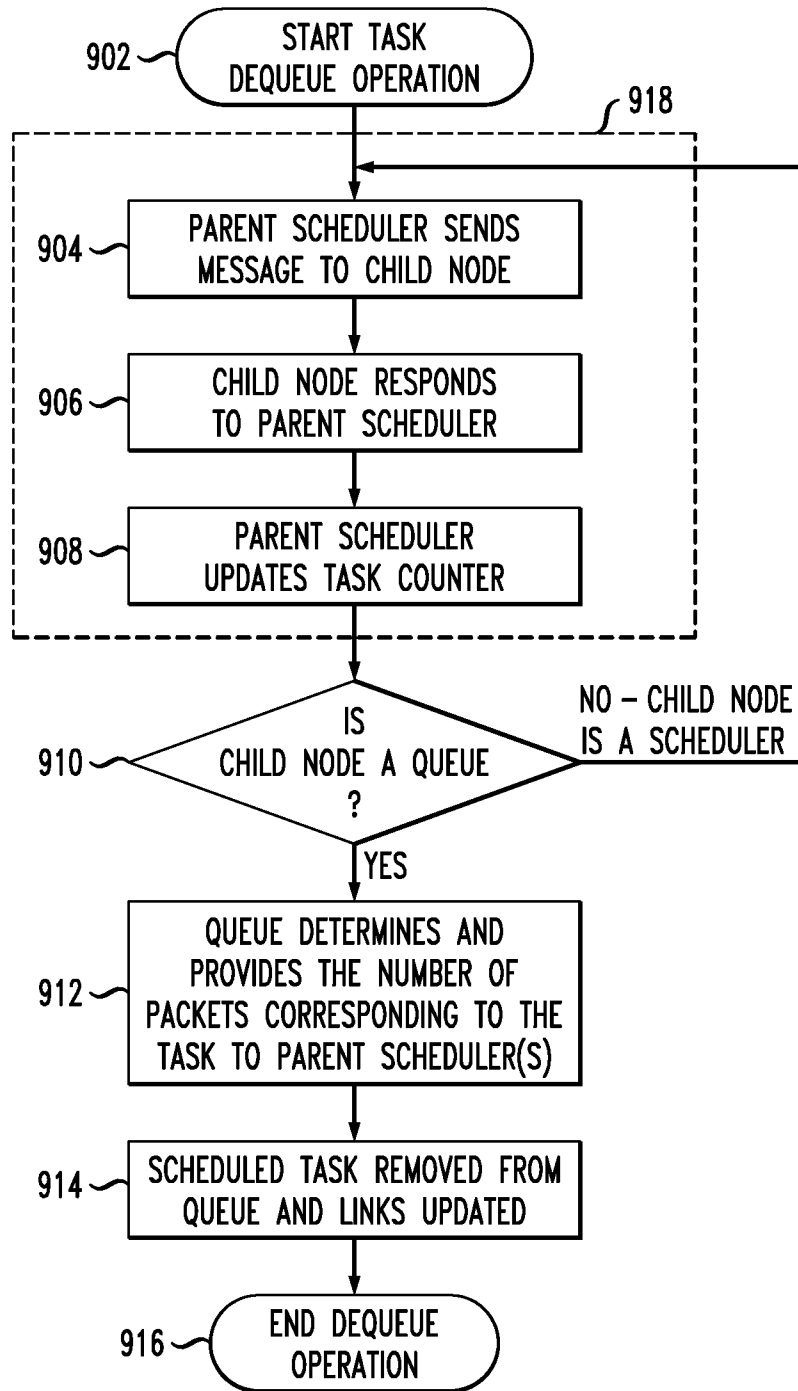 902
START TASK
DEQUEUE OPERATION
918
904
PARENT SCHEDULER SENDS
MESSAGE TO CHILD NODE
906
CHILD NODE RESPONDS
TO PARENT SCHEDULER
908
PARENT SCHEDULER
UPDATES TASK COUNTER
910
IS
CHILD NODE A QUEUE
?
NO – CHILD NODE
IS A SCHEDULER
YES
912
QUEUE DETERMINES AND
PROVIDES THE NUMBER OF
PACKETS CORRESPONDING TO THE
TASK TO PARENT SCHEDULER(S)
914
SCHEDULED TASK REMOVED FROM
QUEUE AND LINKS UPDATED
916
END DEQUEUE
OPERATION